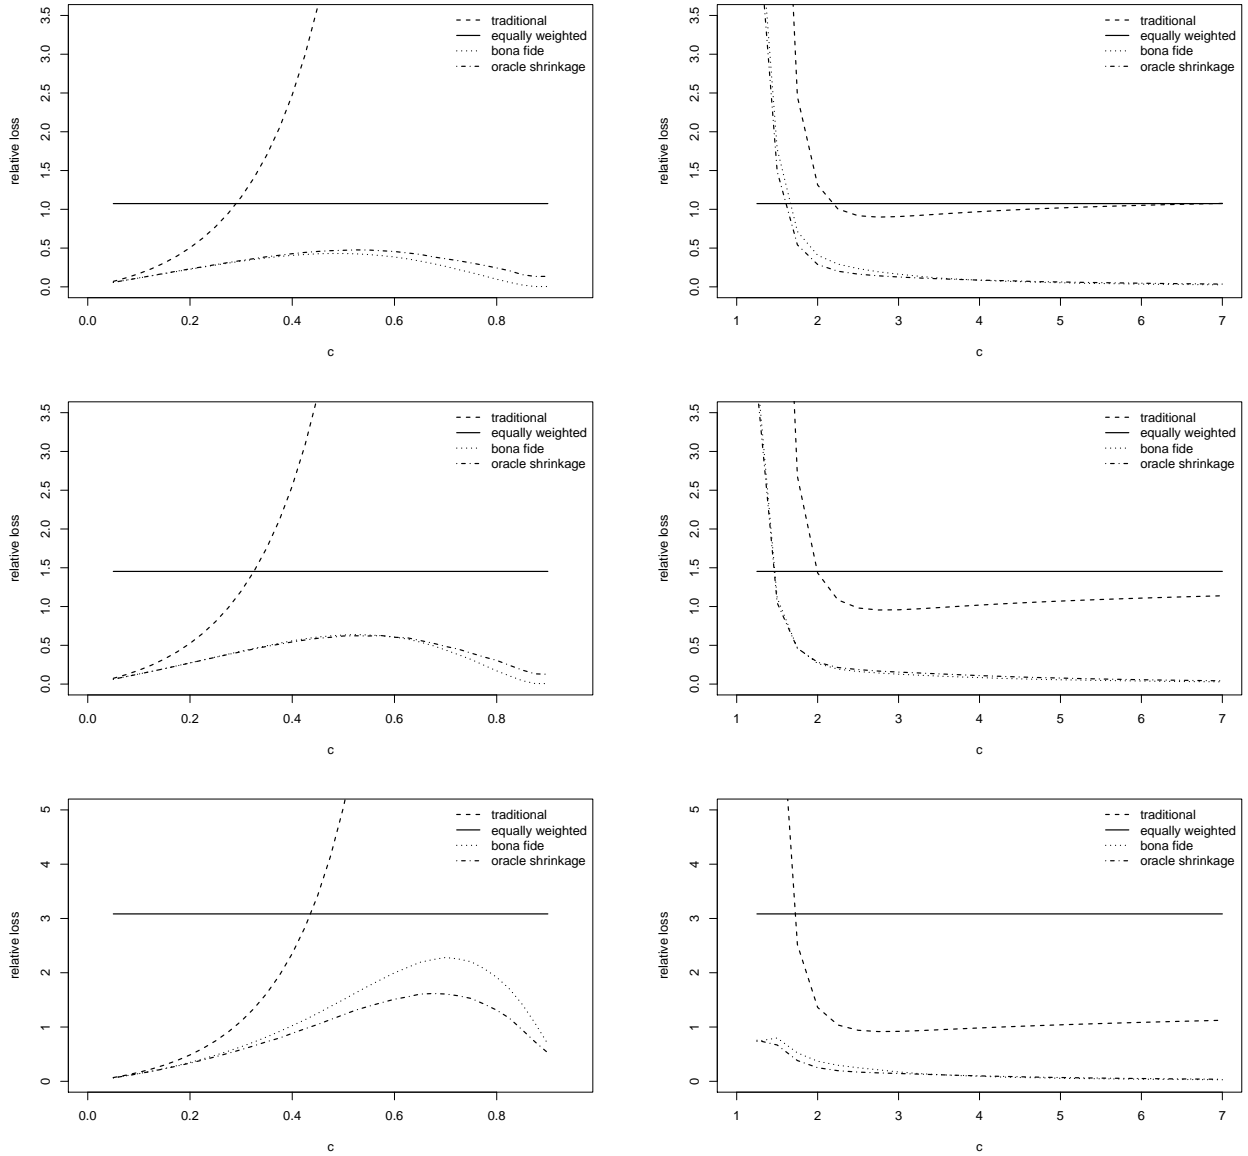 relative loss
3.5
3.0
2.5
2.0
1.5
1.0
0.5
0.0
traditional
equally weighted
bona fide
oracle shrinkage
0.0 0.2 0.4 0.6 0.8
c
relative loss
3.5
3.0
2.5
2.0
1.5
1.0
0.5
0.0
traditional
equally weighted
bona fide
oracle shrinkage
1 2 3 4 5 6 7
c
relative loss
3.5
3.0
2.5
2.0
1.5
1.0
0.5
0.0
traditional
equally weighted
bona fide
oracle shrinkage
0.0 0.2 0.4 0.6 0.8
c
relative loss
3.5
3.0
2.5
2.0
1.5
1.0
0.5
0.0
traditional
equally weighted
bona fide
oracle shrinkage
1 2 3 4 5 6 7
c
relative loss
5
4
3
2
1
0
traditional
equally weighted
bona fide
oracle shrinkage
0.0 0.2 0.4 0.6 0.8
c
relative loss
5
4
3
2
1
0
traditional
equally weighted
bona fide
oracle shrinkage
1 2 3 4 5 6 7
c